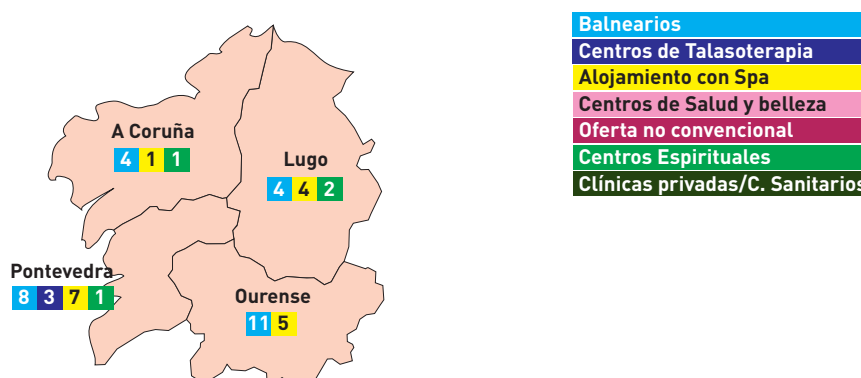 A Coruña
4 1 1
Lugo
4 4 2
Pontevedra
8 3 7 1
Ourense
11 5
Balnearios
Centros de Talasoterapia
Alojamiento con Spa
Centros de Salud y belleza
Oferta no convencional
Centros Espirituales
Clínicas privadas/C. Sanitarios